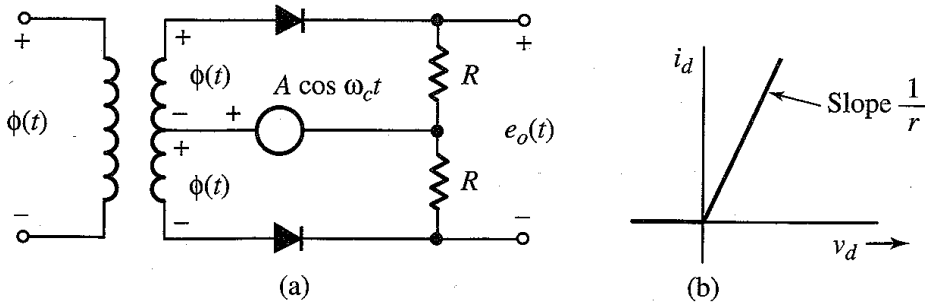 + + + +
ϕ(t) A cos ω_c t R
ϕ(t) − + e_o(t)
+
ϕ(t) R
− − −
(a)
i_d
Slope 1/r
v_d
(b)